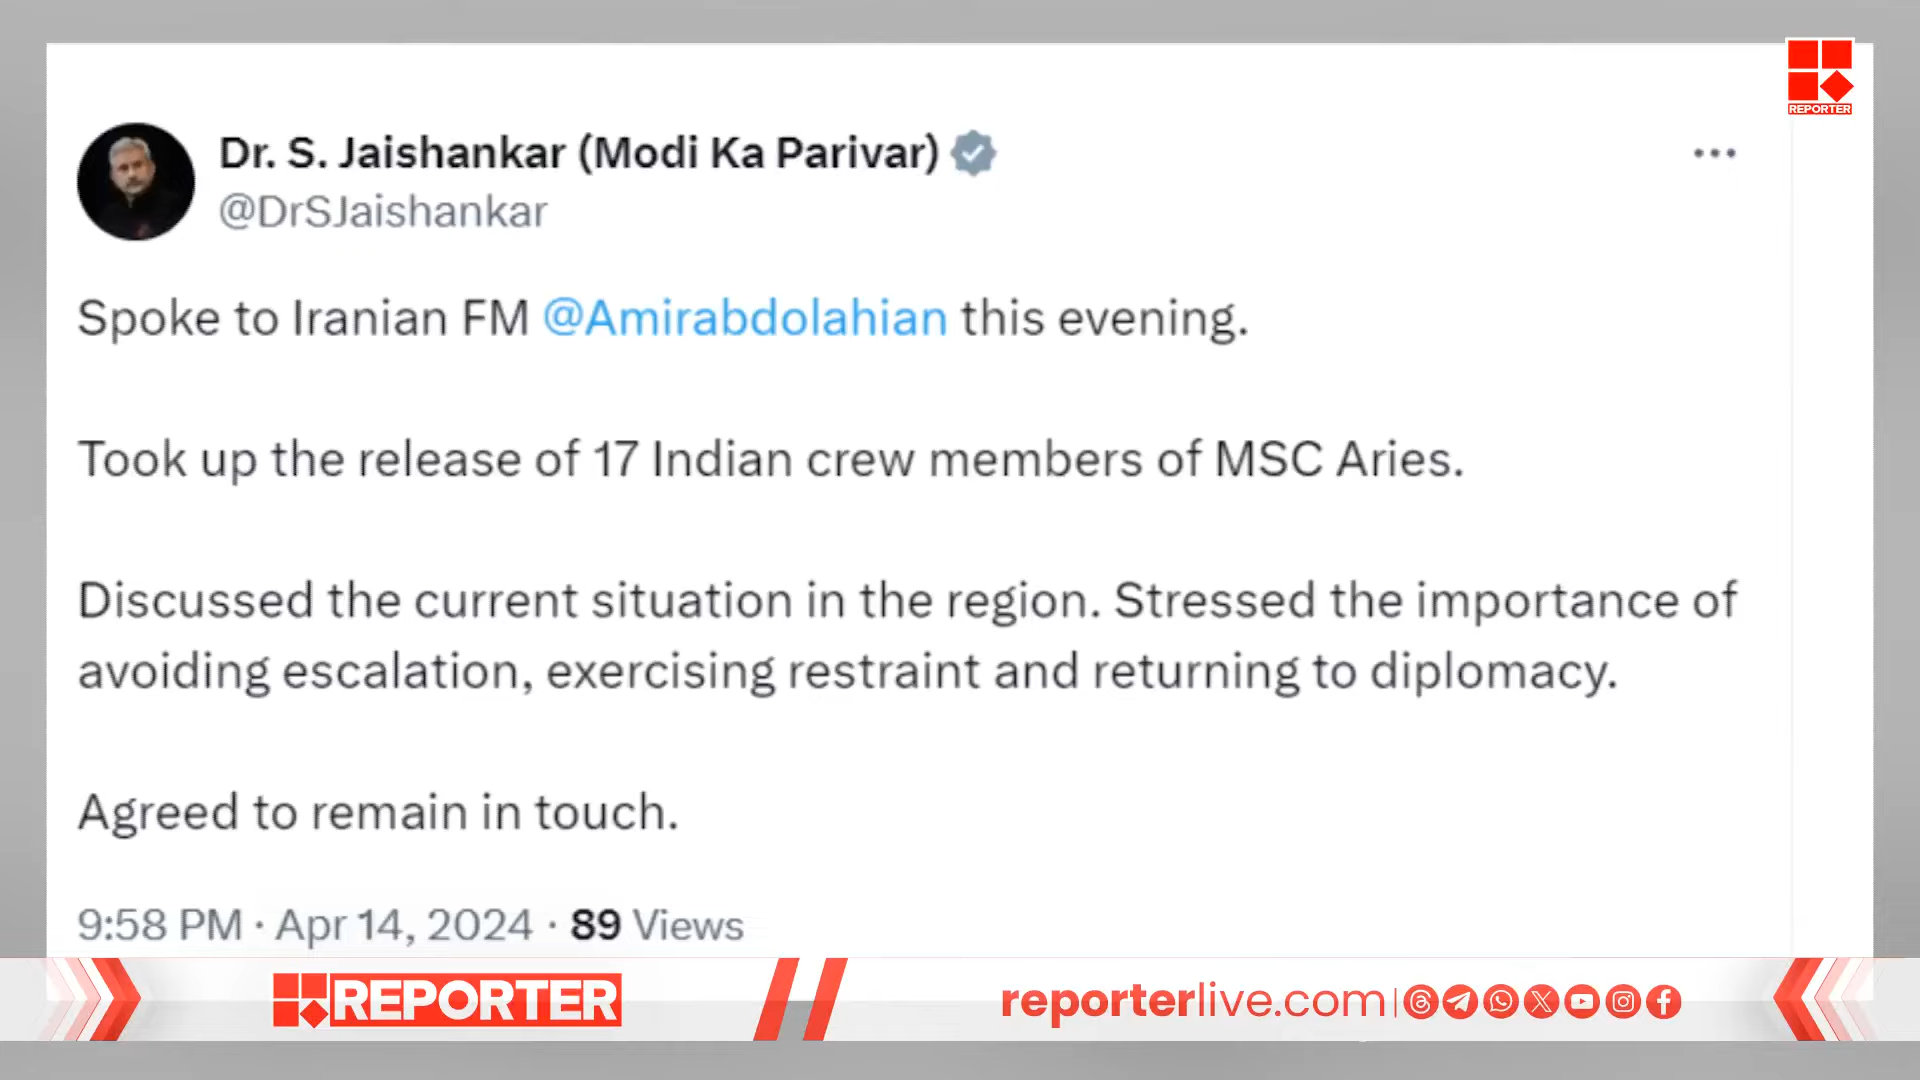 REPORTER
Dr. S. Jaishankar (Modi Ka Parivar)
@DrSJaishankar
Spoke to Iranian FM @Amirabdolahian this evening.
Took up the release of 17 Indian crew members of MSC Aries.
Discussed the current situation in the region. Stressed the importance of
avoiding escalation, exercising restraint and returning to diplomacy.
Agreed to remain in touch.
9:58 PM · Apr 14, 2024 · 89 Views
REPORTER
reporterlive.com